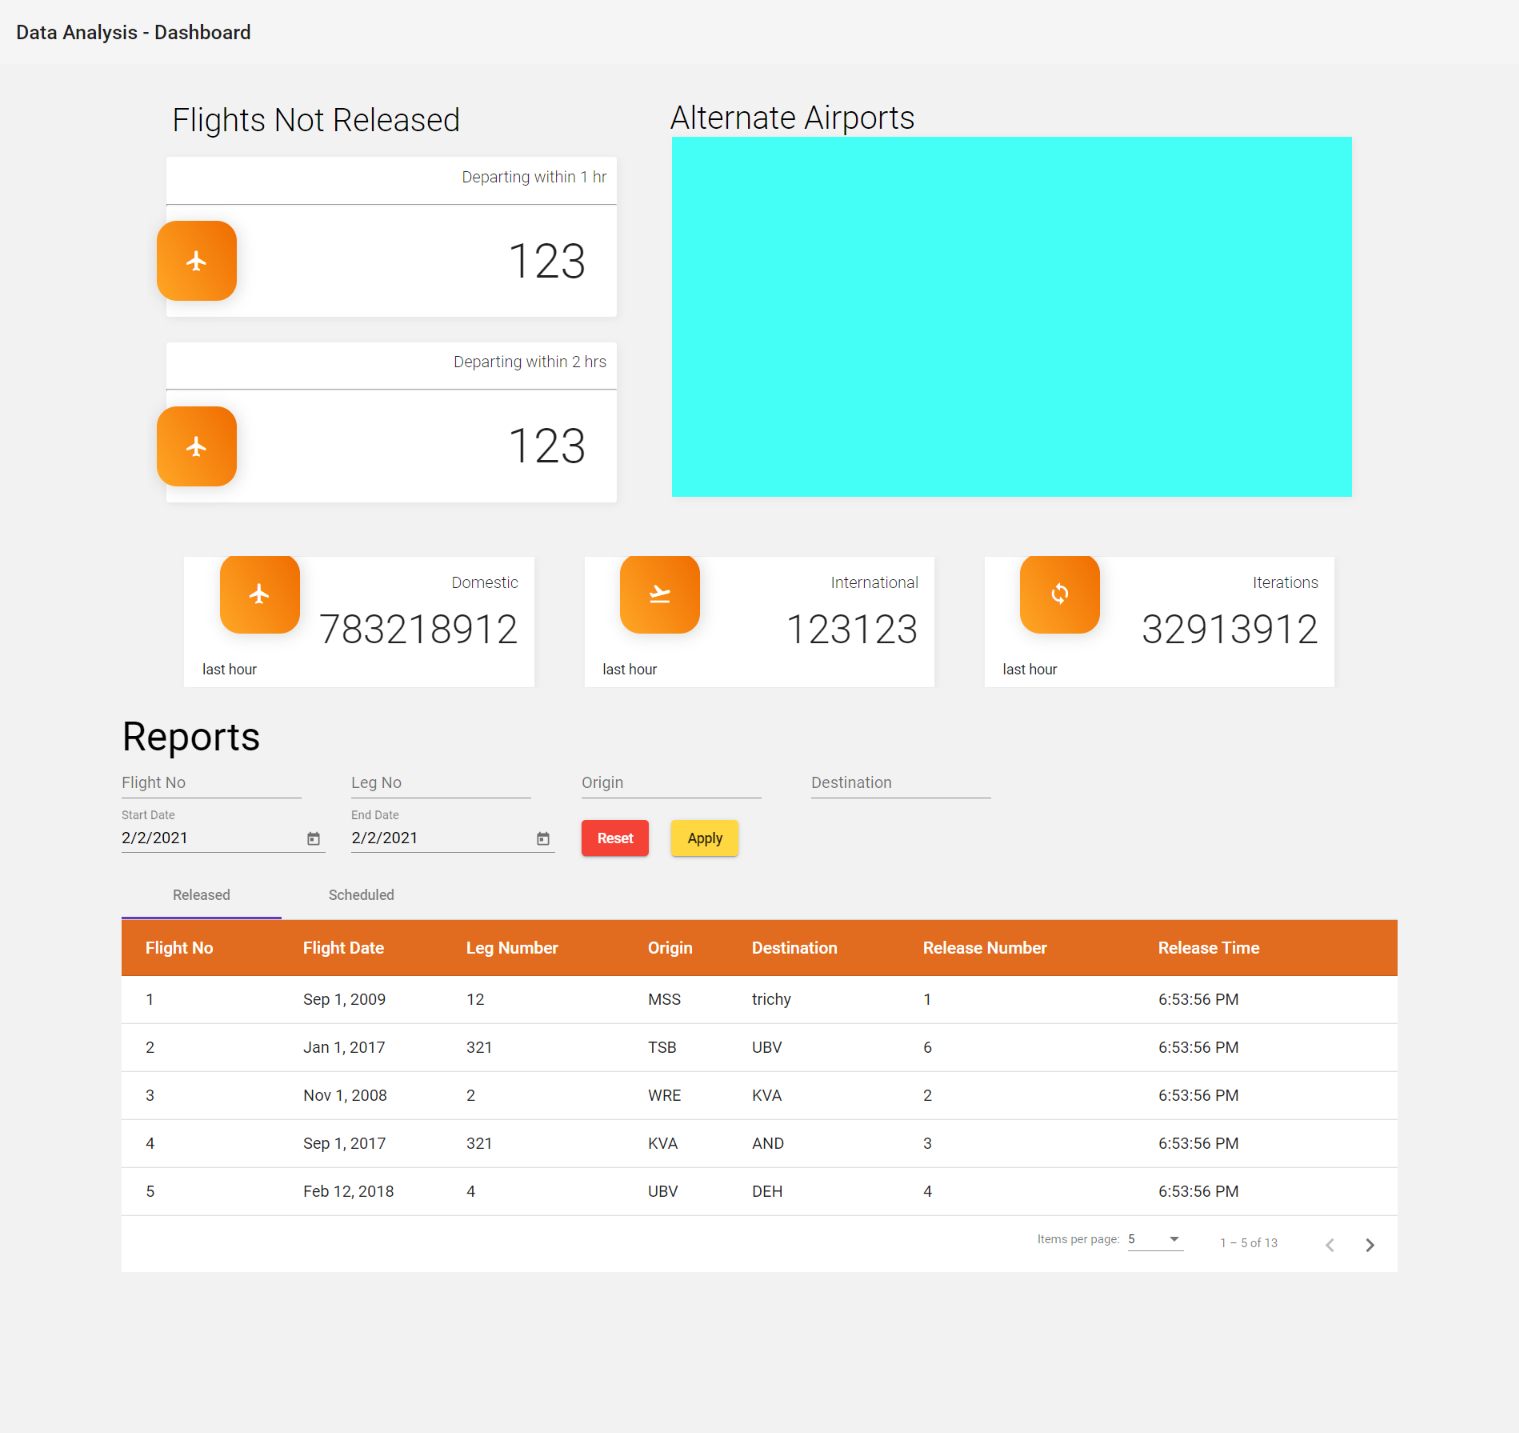 Data Analysis - Dashboard
Flights Not Released
Departing within 1 hr
123
Departing within 2 hrs
123
Alternate Airports
Domestic
783218912
last hour
International
123123
last hour
Iterations
32913912
last hour
Reports
Flight No Leg No Origin Destination
Start Date End Date
2/2/2021 2/2/2021 Reset Apply
Released Scheduled
Flight No Flight Date Leg Number Origin Destination Release Number Release Time
1 Sep 1, 2009 12 MSS trichy 1 6:53:56 PM
2 Jan 1, 2017 321 TSB UBV 6 6:53:56 PM
3 Nov 1, 2008 2 WRE KVA 2 6:53:56 PM
4 Sep 1, 2017 321 KVA AND 3 6:53:56 PM
5 Feb 12, 2018 4 UBV DEH 4 6:53:56 PM
Items per page: 5 1 – 5 of 13